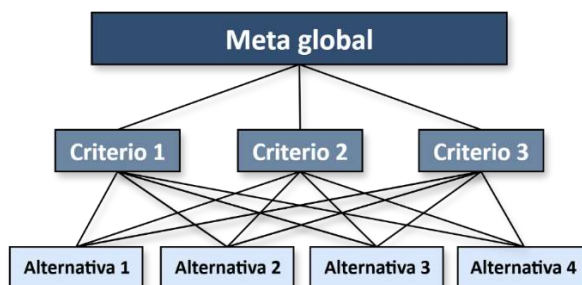 Meta global
Criterio 1 Criterio 2 Criterio 3
Alternativa 1 Alternativa 2 Alternativa 3 Alternativa 4